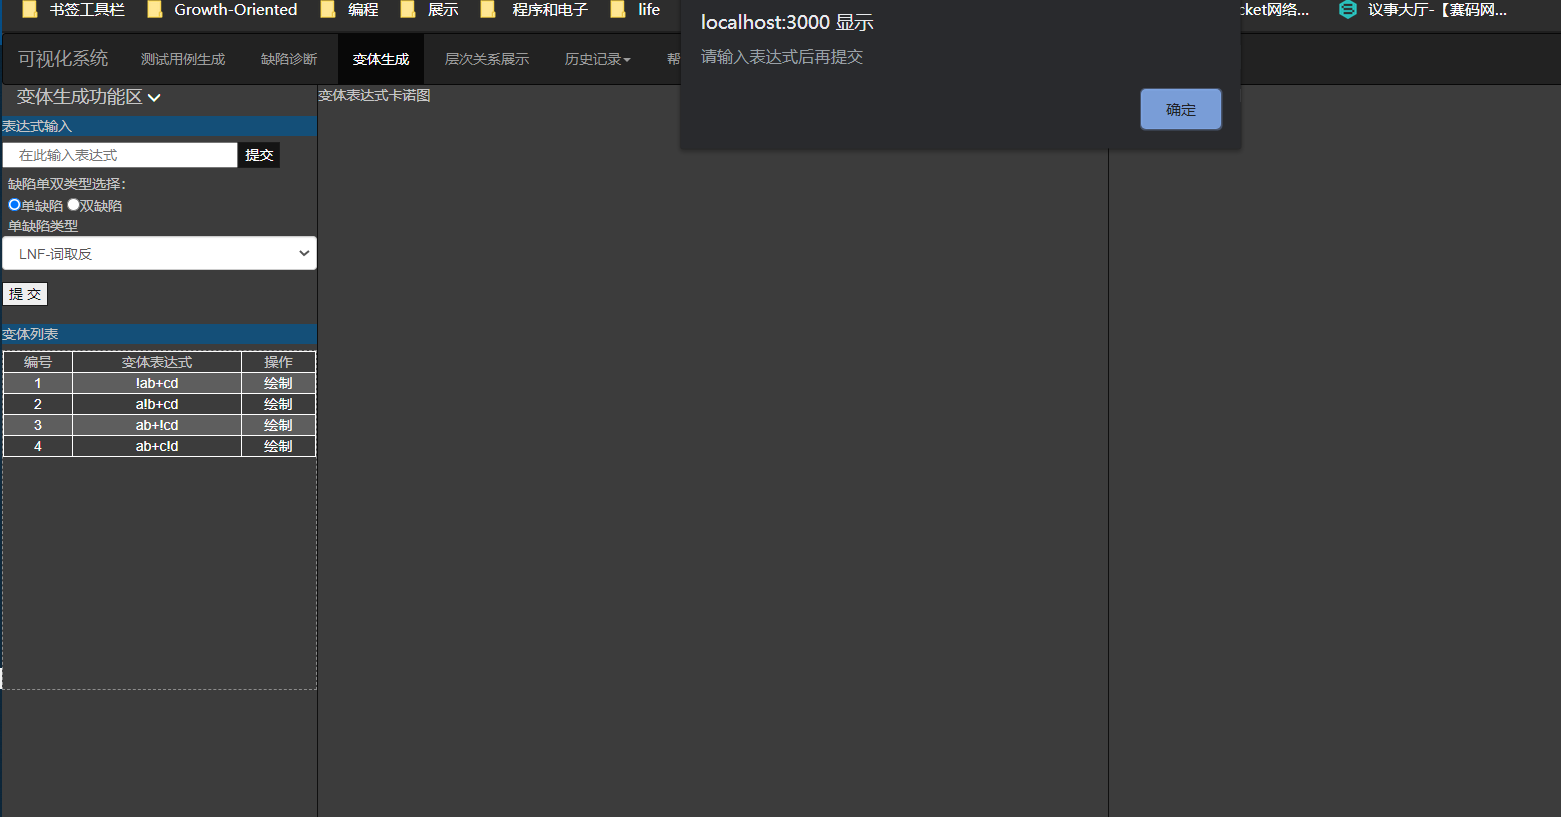 书签工具栏 Growth-Oriented 编程 展示 程序和电子 life
cket网络... 议事大厅-【赛码网...
localhost:3000 显示
请输入表达式后再提交
确定
可视化系统 测试用例生成 缺陷诊断 变体生成 层次关系展示 历史记录 帮
变体生成功能区
变体表达式卡诺图
表达式输入
在此输入表达式 提交
缺陷单双类型选择:
单缺陷 双缺陷
单缺陷类型
LNF-词取反
提 交
变体列表
编号 变体表达式 操作
1 !ab+cd 绘制
2 a!b+cd 绘制
3 ab+!cd 绘制
4 ab+c!d 绘制